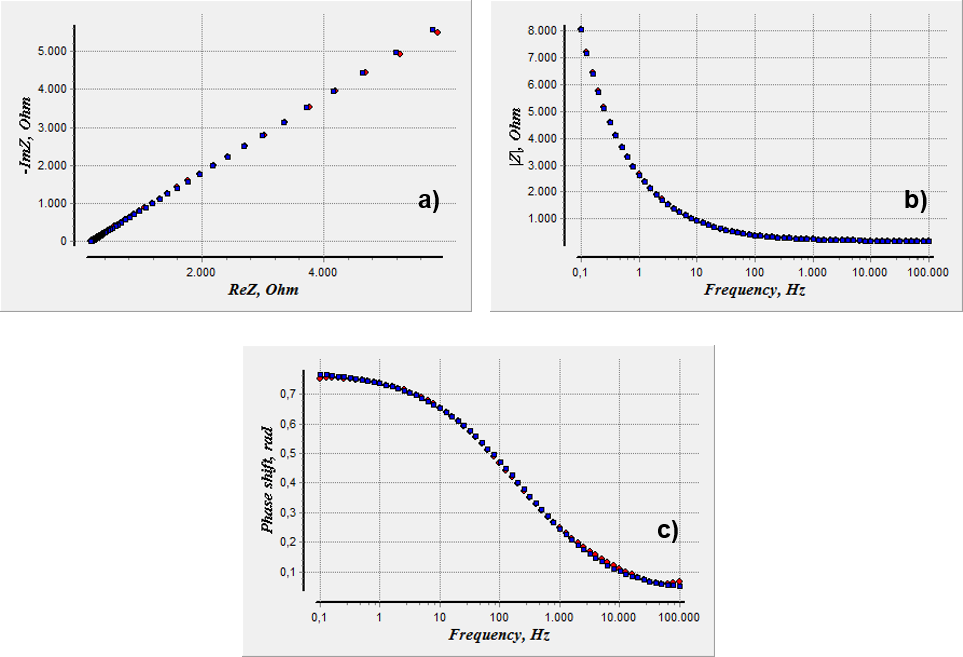 5.000
4.000
3.000
2.000
1.000
0
-ImZ, Ohm
a)
2.000 4.000
ReZ, Ohm
8.000
7.000
6.000
5.000
4.000
3.000
2.000
1.000
|Z|, Ohm
b)
0,1 1 10 100 1.000 10.000 100.000
Frequency, Hz
0,7
0,6
0,5
0,4
0,3
0,2
0,1
Phase shift, rad
c)
0,1 1 10 100 1.000 10.000 100.000
Frequency, Hz